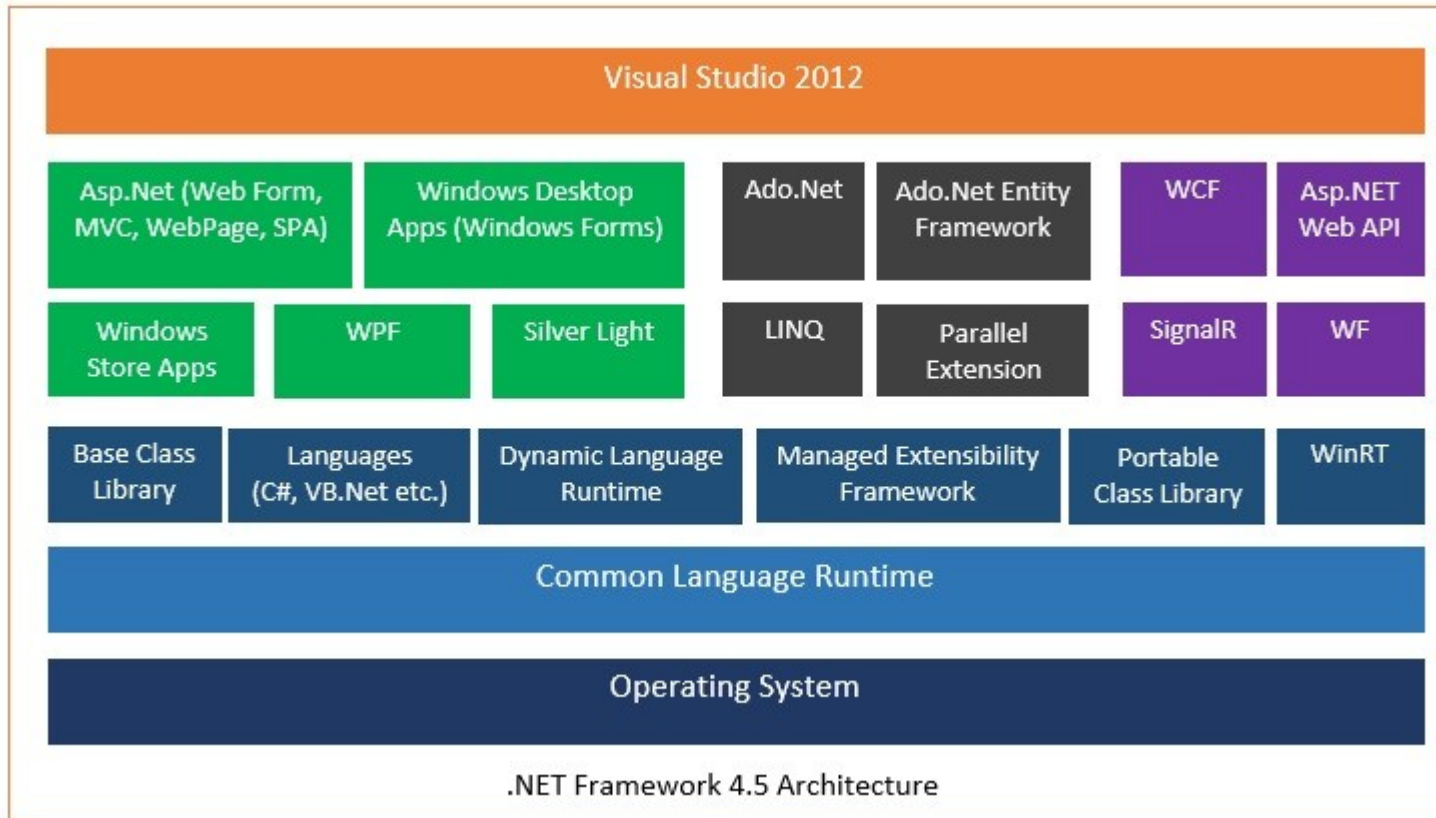 Visual Studio 2012
Asp.Net (Web Form,
MVC, WebPage, SPA)
Windows Desktop
Apps (Windows Forms)
Ado.Net
Ado.Net Entity
Framework
WCF
Asp.NET
Web API
Windows
Store Apps
WPF
Silver Light
LINQ
Parallel
Extension
SignalR
WF
Base Class
Library
Languages
(C#, VB.Net etc.)
Dynamic Language
Runtime
Managed Extensibility
Framework
Portable
Class Library
WinRT
Common Language Runtime
Operating System
.NET Framework 4.5 Architecture